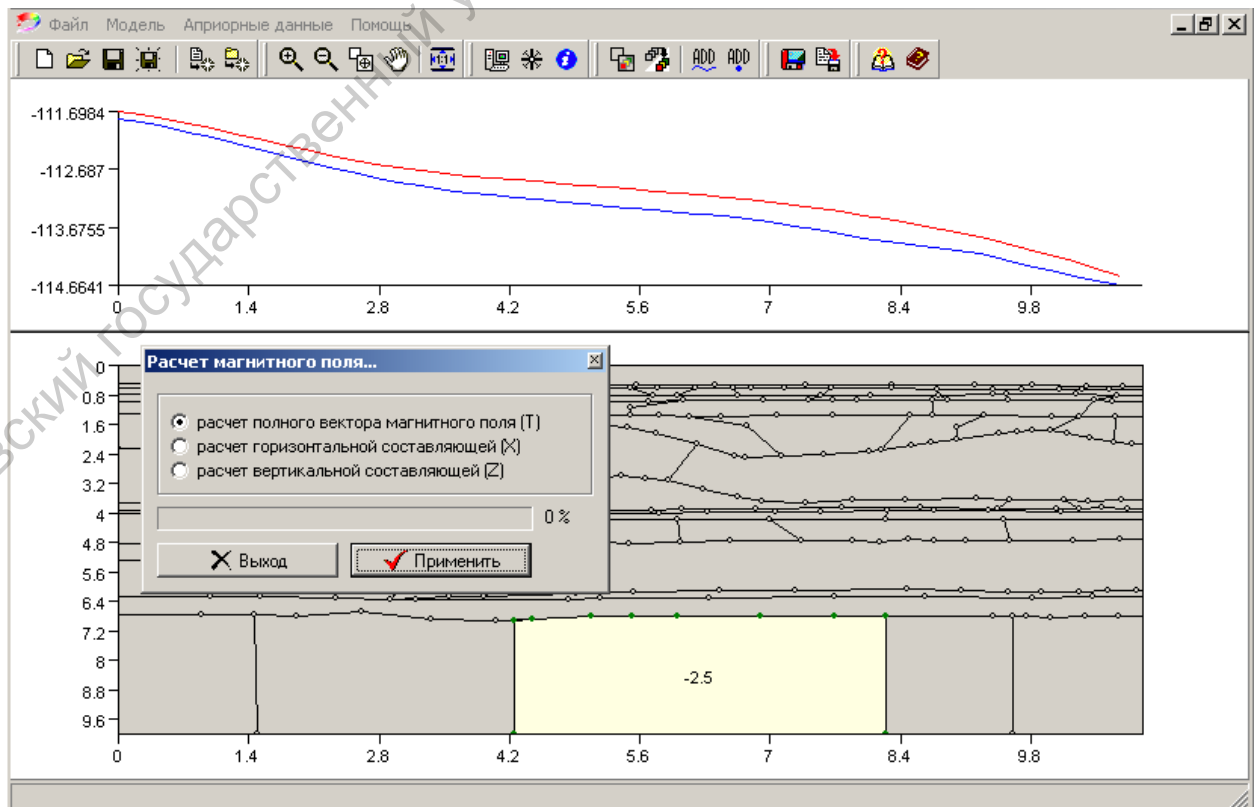 Файл Модель Априорные данные Помощь
ADD ADD
-111.6984
-112.687
-113.6755
-114.6641
0 1.4 2.8 4.2 5.6 7 8.4 9.8
Расчет магнитного поля...
расчет полного вектора магнитного поля (T)
расчет горизонтальной составляющей (X)
расчет вертикальной составляющей (Z)
0 %
Выход Применить
0
0.8
1.6
2.4
3.2
4
4.8
5.6
6.4
7.2
8
8.8
9.6
-2.5
0 1.4 2.8 4.2 5.6 7 8.4 9.8
вский государственный у